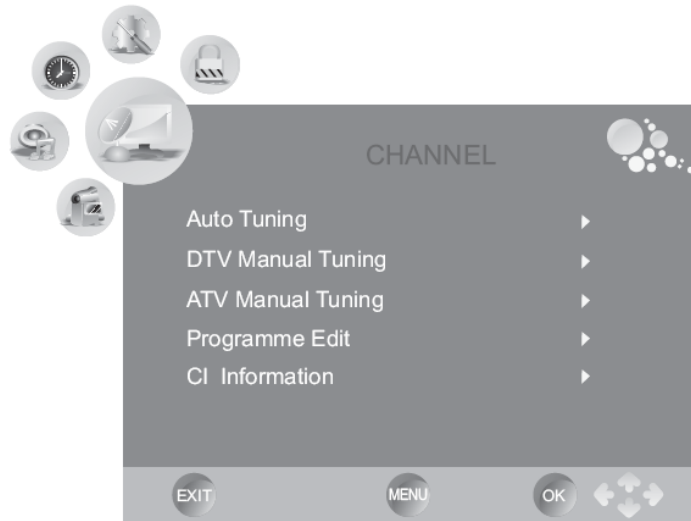 CHANNEL
Auto Tuning
DTV Manual Tuning
ATV Manual Tuning
Programme Edit
CI Information
EXIT MENU OK